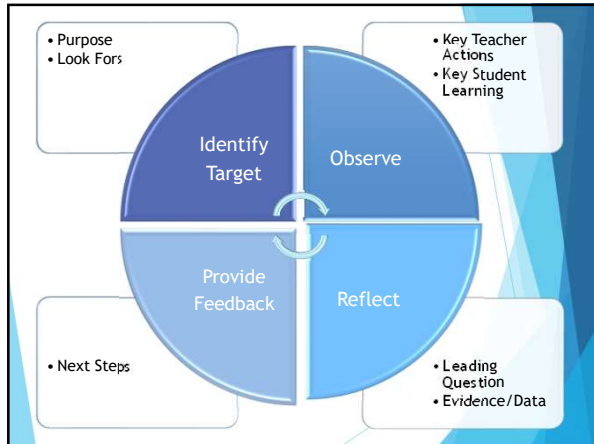 • Purpose
• Look Fors
• Key Teacher
Actions
• Key Student
Learning
Identify
Target
Observe
Provide
Feedback
Reflect
• Next Steps
• Leading
Question
• Evidence/Data